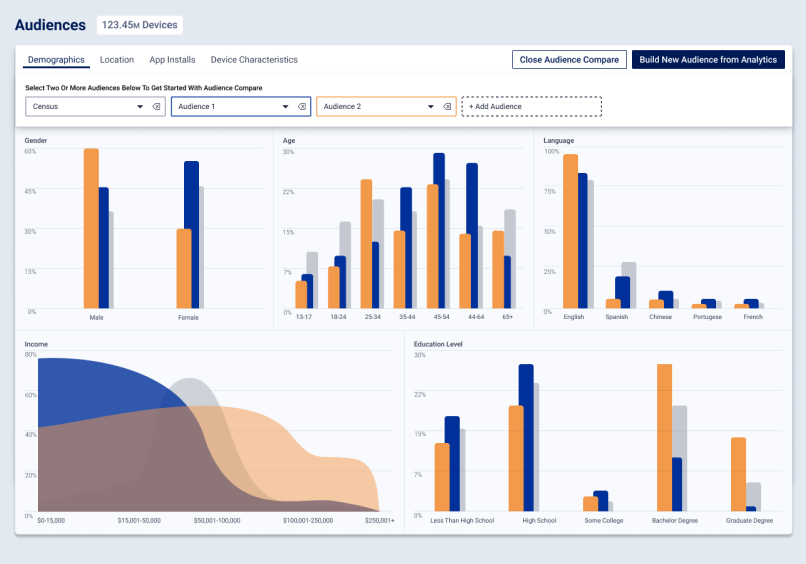 Audiences 123.45M Devices
Demographics Location App Installs Device Characteristics Close Audience Compare Build New Audience from Analytics
Select Two Or More Audiences Below To Get Started With Audience Compare
Census Audience 1 Audience 2 + Add Audience
Gender
60%
45%
30%
15%
0%
Male Female
Age
30%
22%
15%
7%
0%
13-17 18-24 25-34 35-44 45-54 44-64 65+
Language
100%
75%
50%
25%
0%
English Spanish Chinese Portugese French
Income
80%
60%
40%
20%
0%
$0-15,000 $15,001-50,000 $50,001-100,000 $100,001-250,000 $250,001+
Education Level
30%
22%
15%
7%
0%
Less Than High School High School Some College Bachelor Degree Graduate Degree